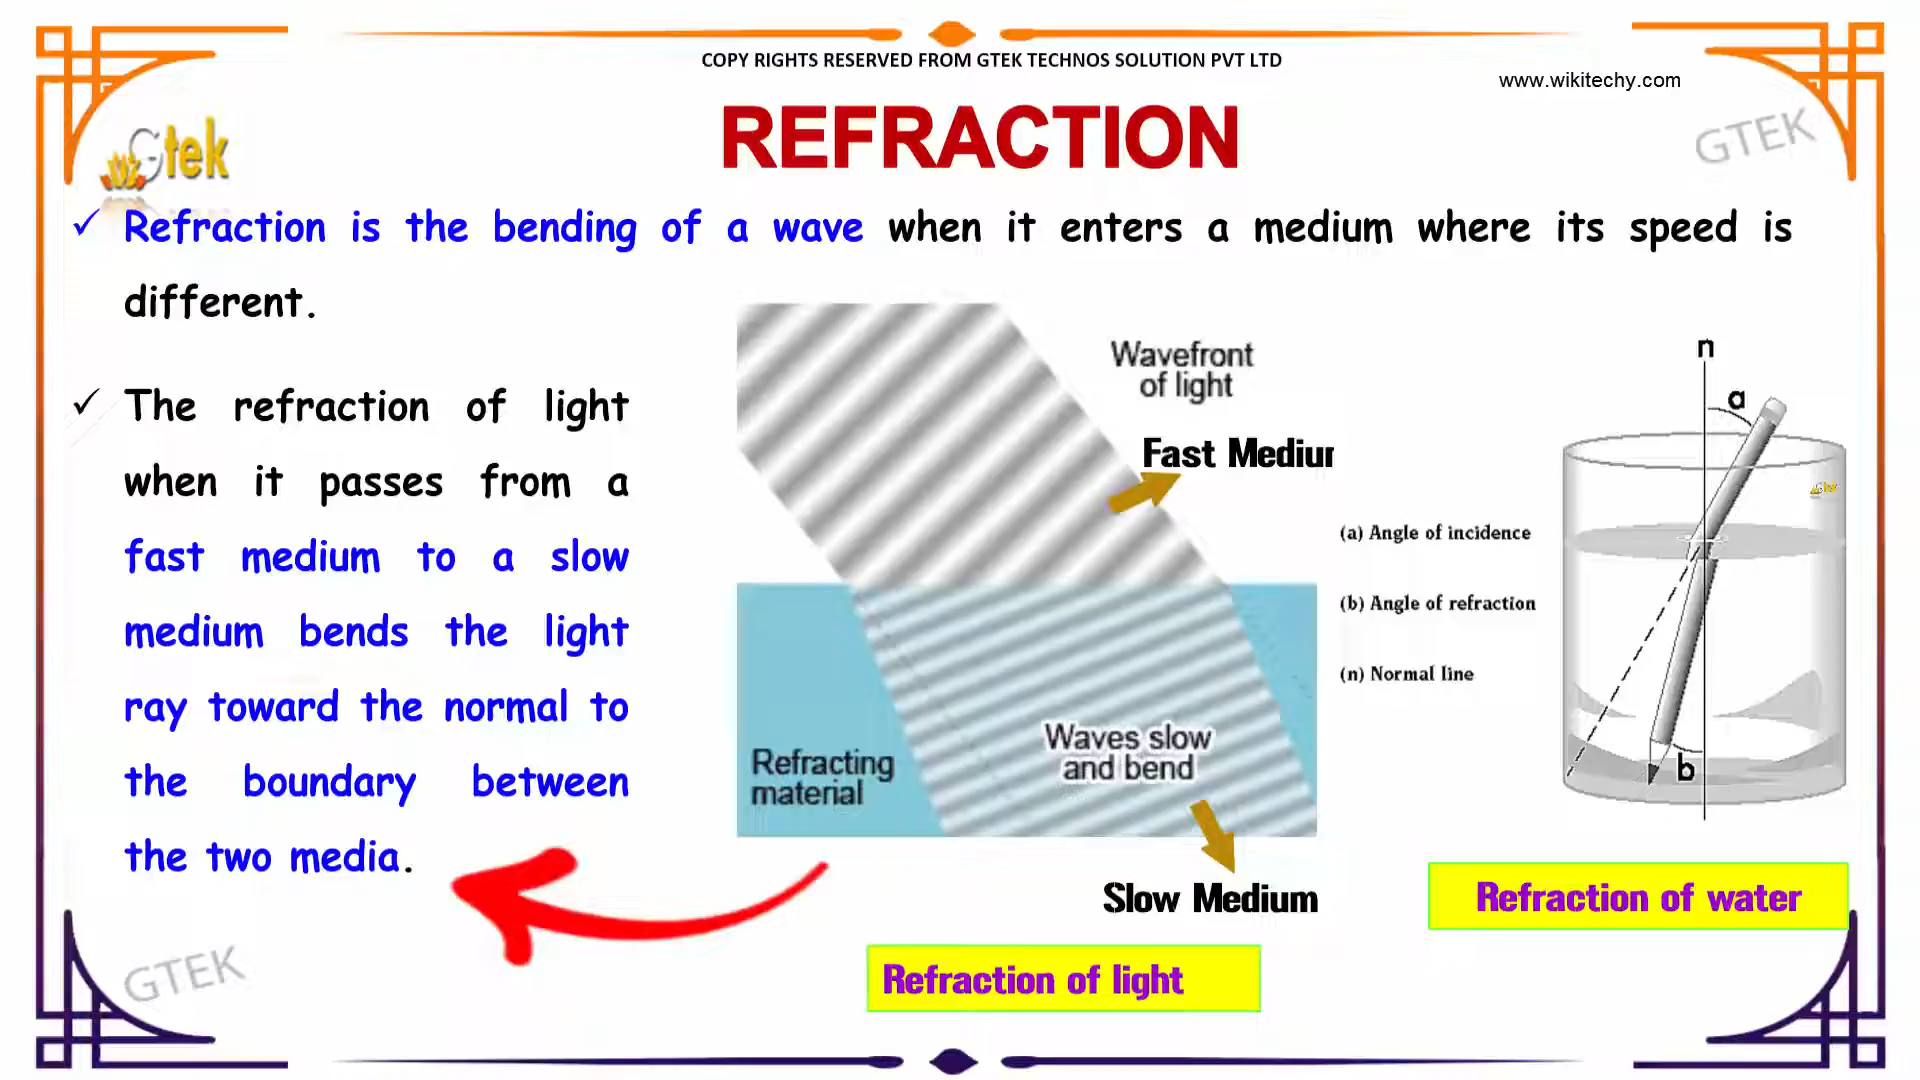 COPY RIGHTS RESERVED FROM GTEK TECHNOS SOLUTION PVT LTD
www.wikitechy.com
Gtek
GTEK
REFRACTION
✓ Refraction is the bending of a wave when it enters a medium where its speed is
different.
✓ The refraction of light
when it passes from a
fast medium to a slow
medium bends the light
ray toward the normal to
the boundary between
the two media.
Wavefront
of light
Fast Mediur
Refracting
material
Waves slow
and bend
Slow Medium
Refraction of light
(a) Angle of incidence
(b) Angle of refraction
(n) Normal line
n
a
b
Refraction of water
GTEK